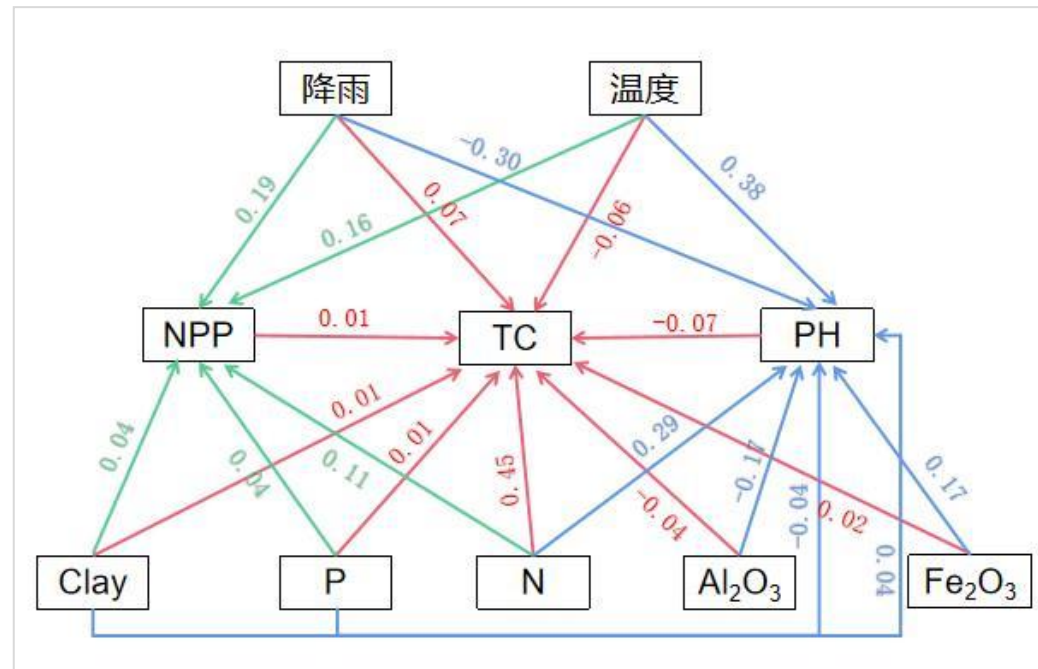 降雨
温度
-0.30
0.38
0.19
0.07
0.16
-0.06
NPP
0.01
TC
-0.07
PH
0.04
0.01
0.04
0.11
0.01
0.45
0.29
-0.04
-0.17
-0.04
0.02
0.17
0.04
Clay
P
N
Al₂O₃
Fe₂O₃